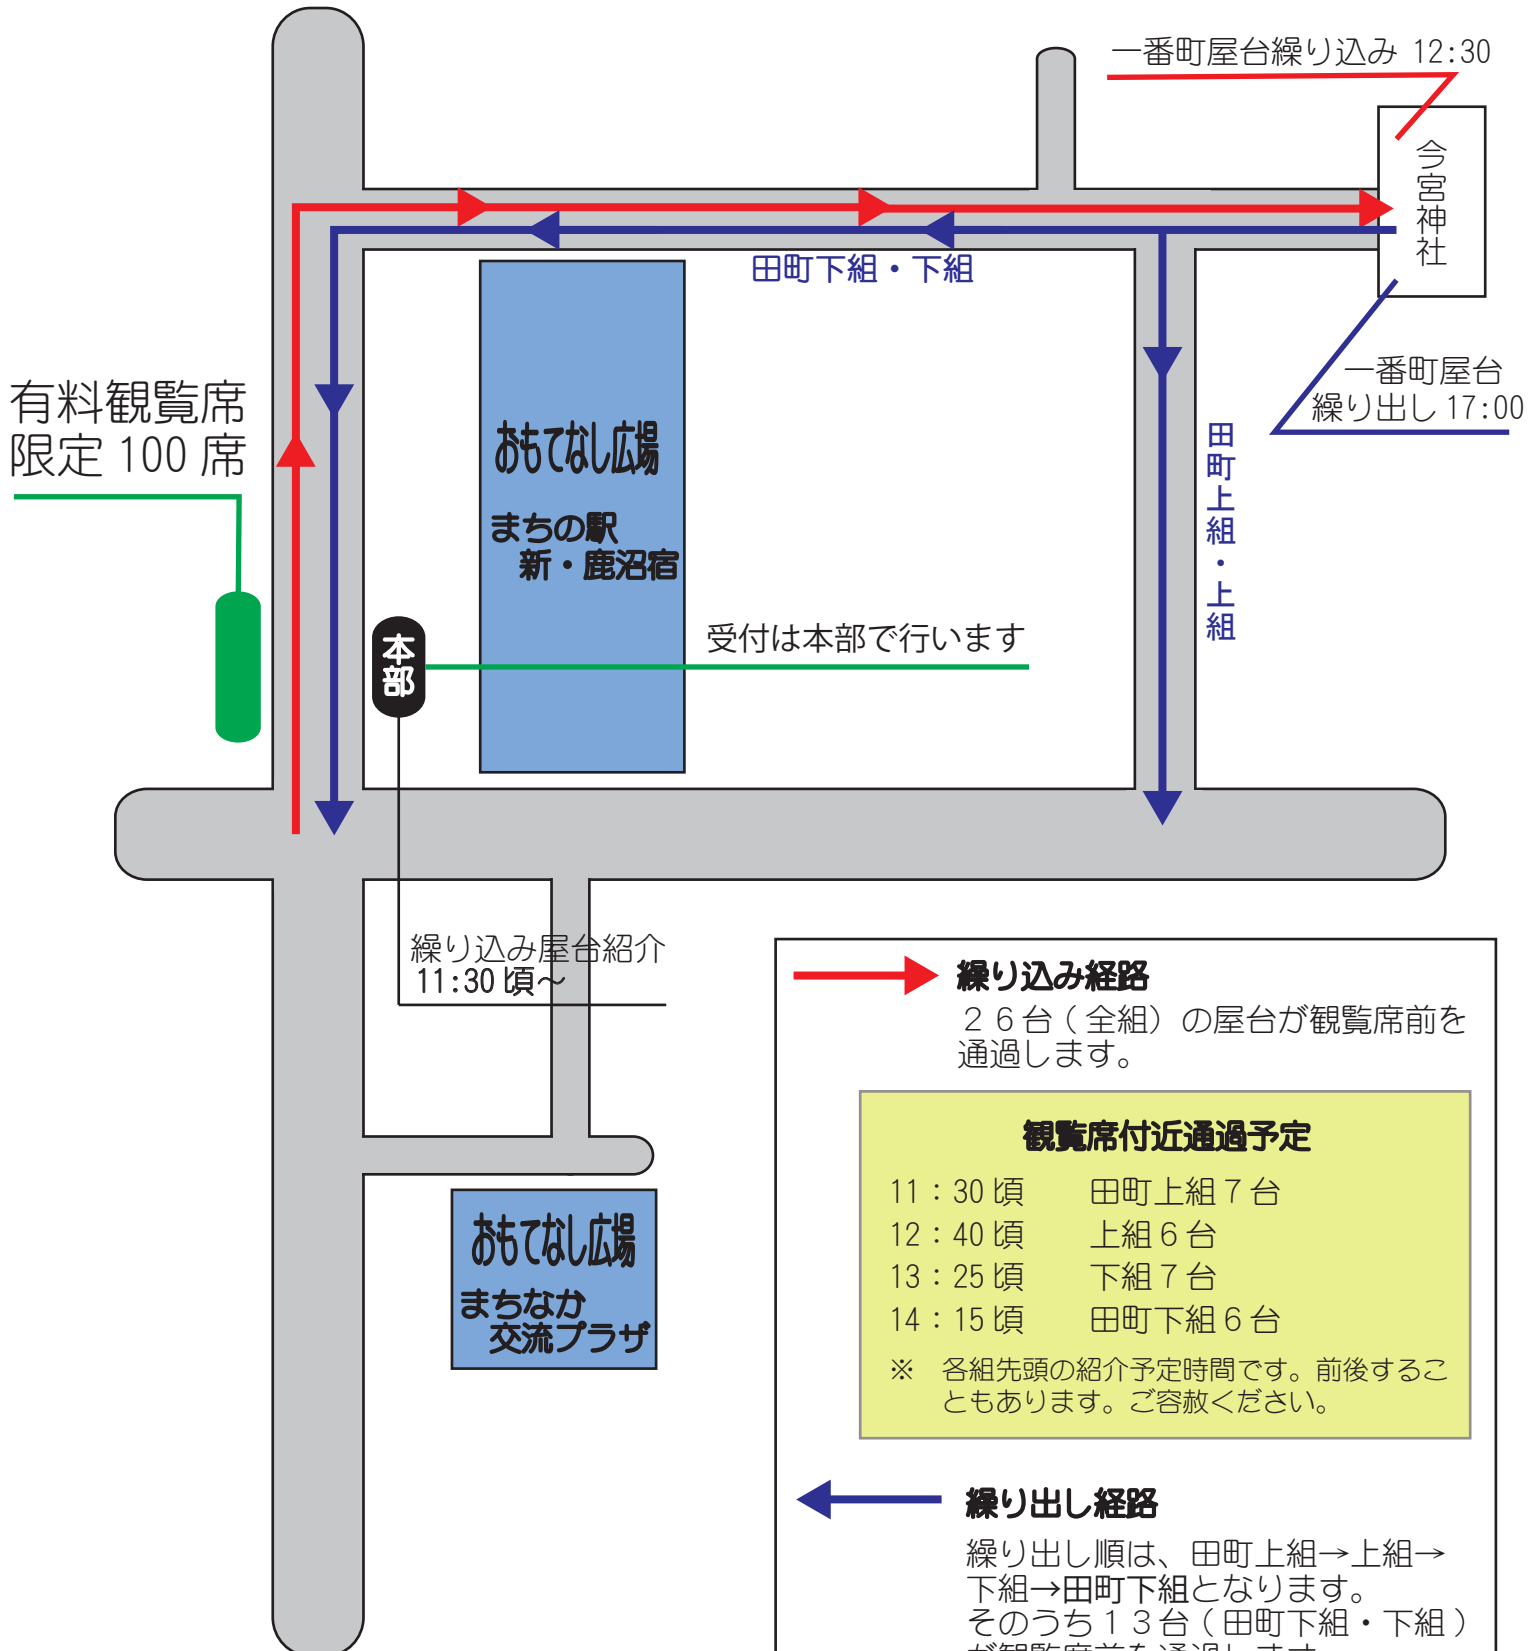 一番町屋台繰り込み 12:30
今宮神社
田町下組・下組
一番町屋台
繰り出し 17:00
有料観覧席
限定 100 席
おもてなし広場
まちの駅
新・鹿沼宿
田町上組・上組
本部
受付は本部で行います
繰り込み屋台紹介
11:30 頃～
繰り込み経路
２６台（全組）の屋台が観覧席前を
通過します。
観覧席付近通過予定
11：30 頃 田町上組７台
12：40 頃 上組６台
13：25 頃 下組７台
14：15 頃 田町下組６台
※ 各組先頭の紹介予定時間です。前後するこ
ともあります。ご容赦ください。
おもてなし広場
まちなか
交流プラザ
繰り出し経路
繰り出し順は、田町上組→上組→
下組→田町下組となります。
そのうち１３台（田町下組・下組）
が観覧席前を通過します